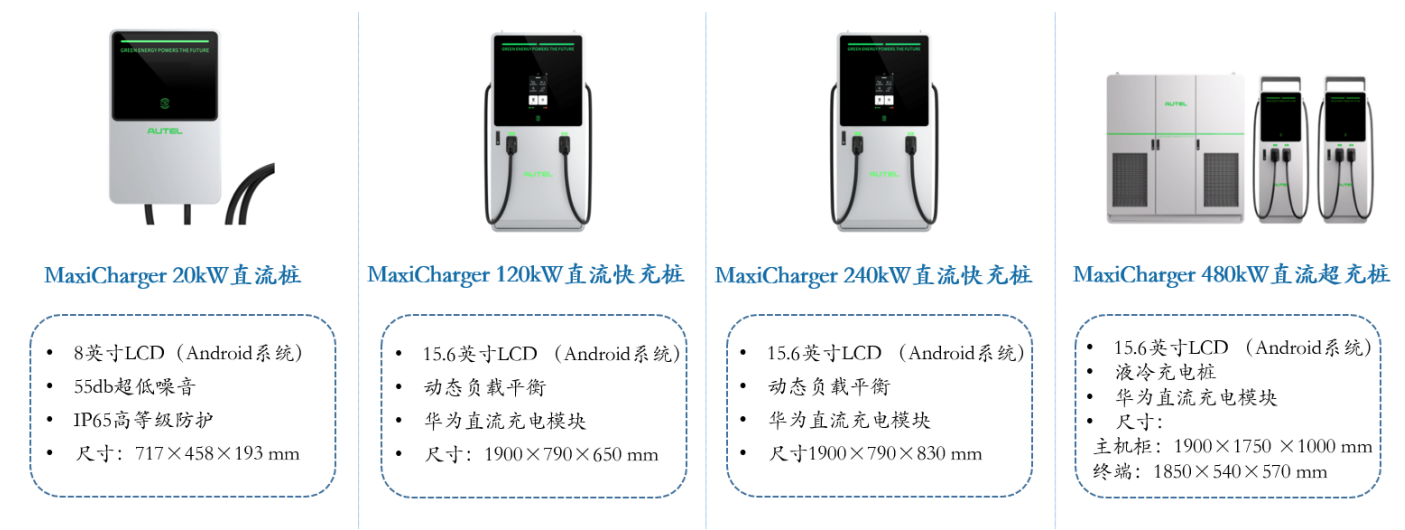 GREEN ENERGY POWERS THE FUTURE
AUTEL
MaxiCharger 20kW直流桩
• 8英寸LCD（Android系统）
• 55db超低噪音
• IP65高等级防护
• 尺寸：717×458×193 mm
GREEN ENERGY POWERS THE FUTURE
AUTEL
MaxiCharger 120kW直流快充桩
• 15.6英寸LCD （Android系统）
• 动态负载平衡
• 华为直流充电模块
• 尺寸：1900×790×650 mm
GREEN ENERGY POWERS THE FUTURE
AUTEL
MaxiCharger 240kW直流快充桩
• 15.6英寸LCD （Android系统）
• 动态负载平衡
• 华为直流充电模块
• 尺寸1900×790×830 mm
AUTEL
AUTEL
AUTEL
MaxiCharger 480kW直流超充桩
• 15.6英寸LCD （Android系统）
• 液冷充电桩
• 华为直流充电模块
• 尺寸：
主机柜：1900×1750 ×1000 mm
终端：1850×540×570 mm